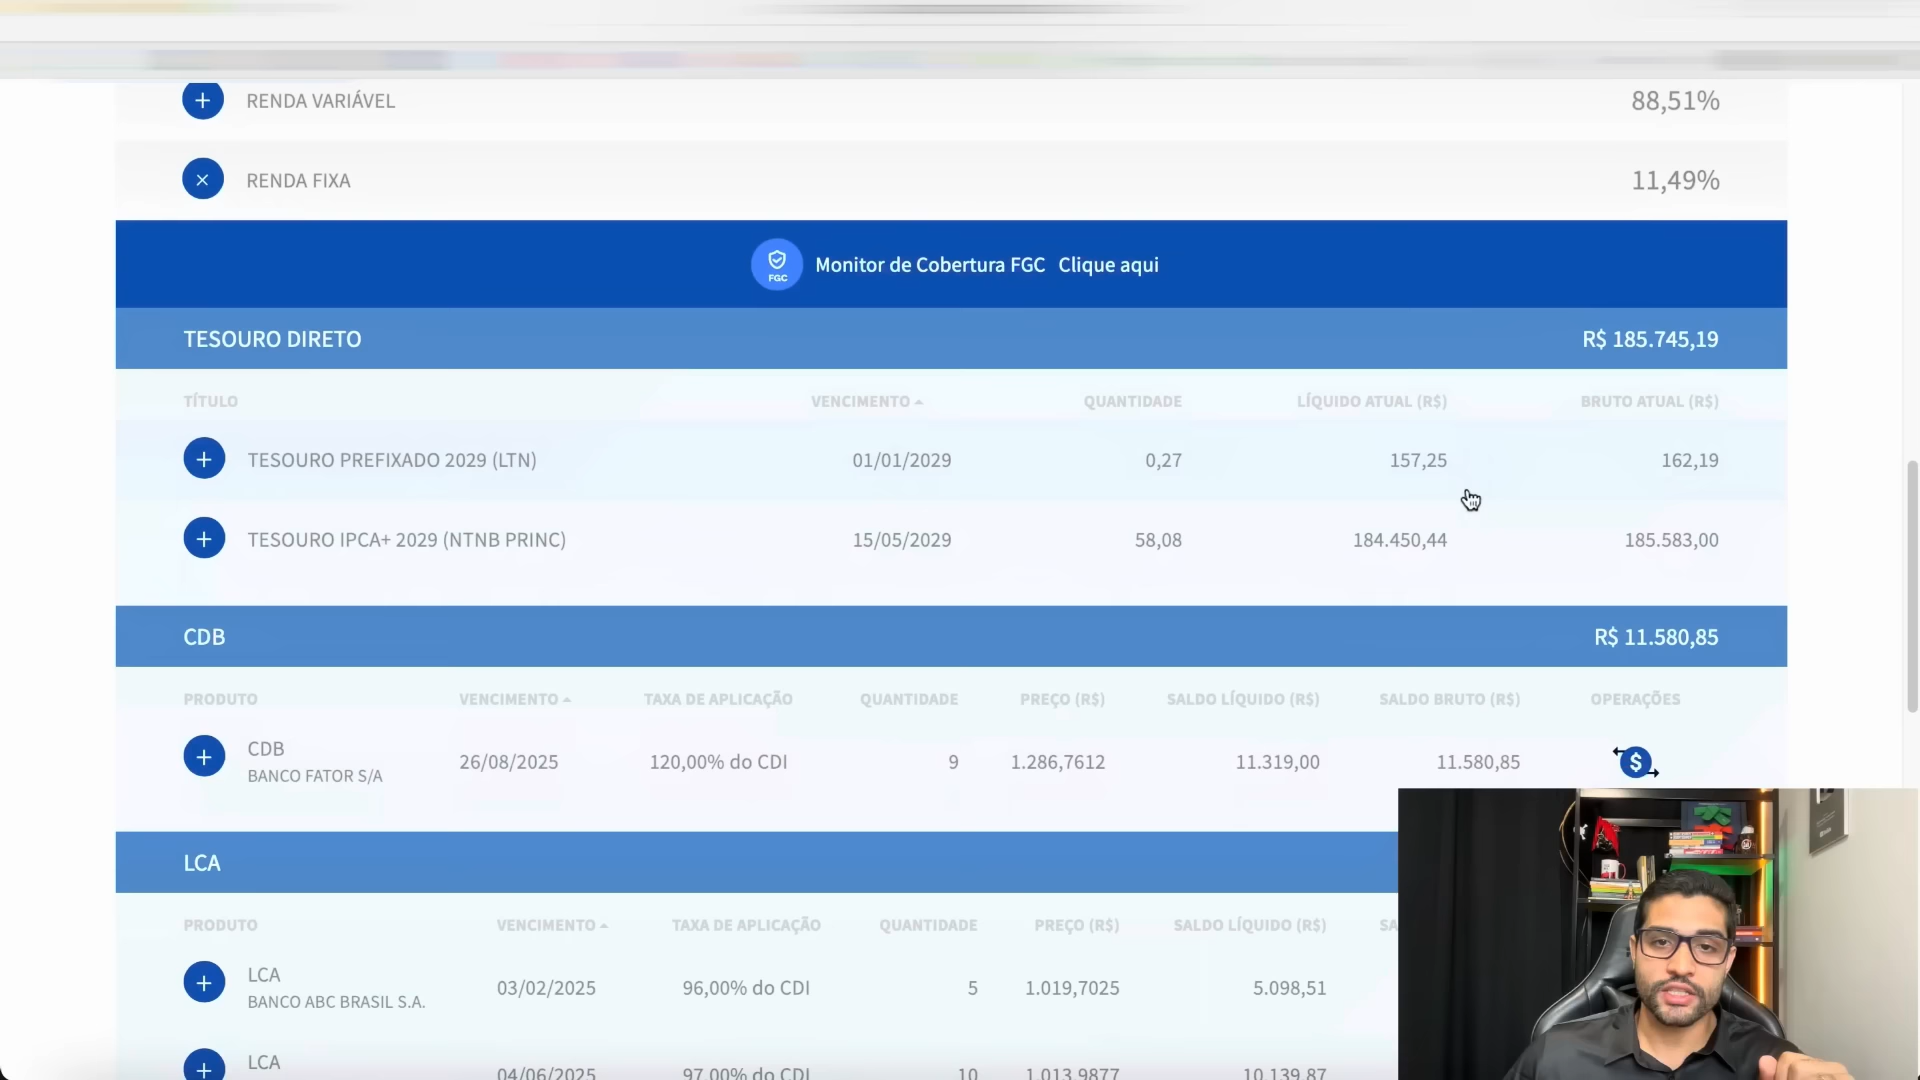 RENDA VARIÁVEL 88,51%
RENDA FIXA 11,49%
FGC Monitor de Cobertura FGC Clique aqui
TESOURO DIRETO R$ 185.745,19
TÍTULO VENCIMENTO QUANTIDADE LÍQUIDO ATUAL (R$) BRUTO ATUAL (R$)
TESOURO PREFIXADO 2029 (LTN) 01/01/2029 0,27 157,25 162,19
TESOURO IPCA+ 2029 (NTNB PRINC) 15/05/2029 58,08 184.450,44 185.583,00
CDB R$ 11.580,85
PRODUTO VENCIMENTO TAXA DE APLICAÇÃO QUANTIDADE PREÇO (R$) SALDO LÍQUIDO (R$) SALDO BRUTO (R$) OPERAÇÕES
CDB
BANCO FATOR S/A 26/08/2025 120,00% do CDI 9 1.286,7612 11.319,00 11.580,85 $
LCA
PRODUTO VENCIMENTO TAXA DE APLICAÇÃO QUANTIDADE PREÇO (R$) SALDO LÍQUIDO (R$) SA
LCA
BANCO ABC BRASIL S.A. 03/02/2025 96,00% do CDI 5 1.019,7025 5.098,51
LCA
04/06/2025 97,00% do CDI 10 1.013,9877 10.139,87